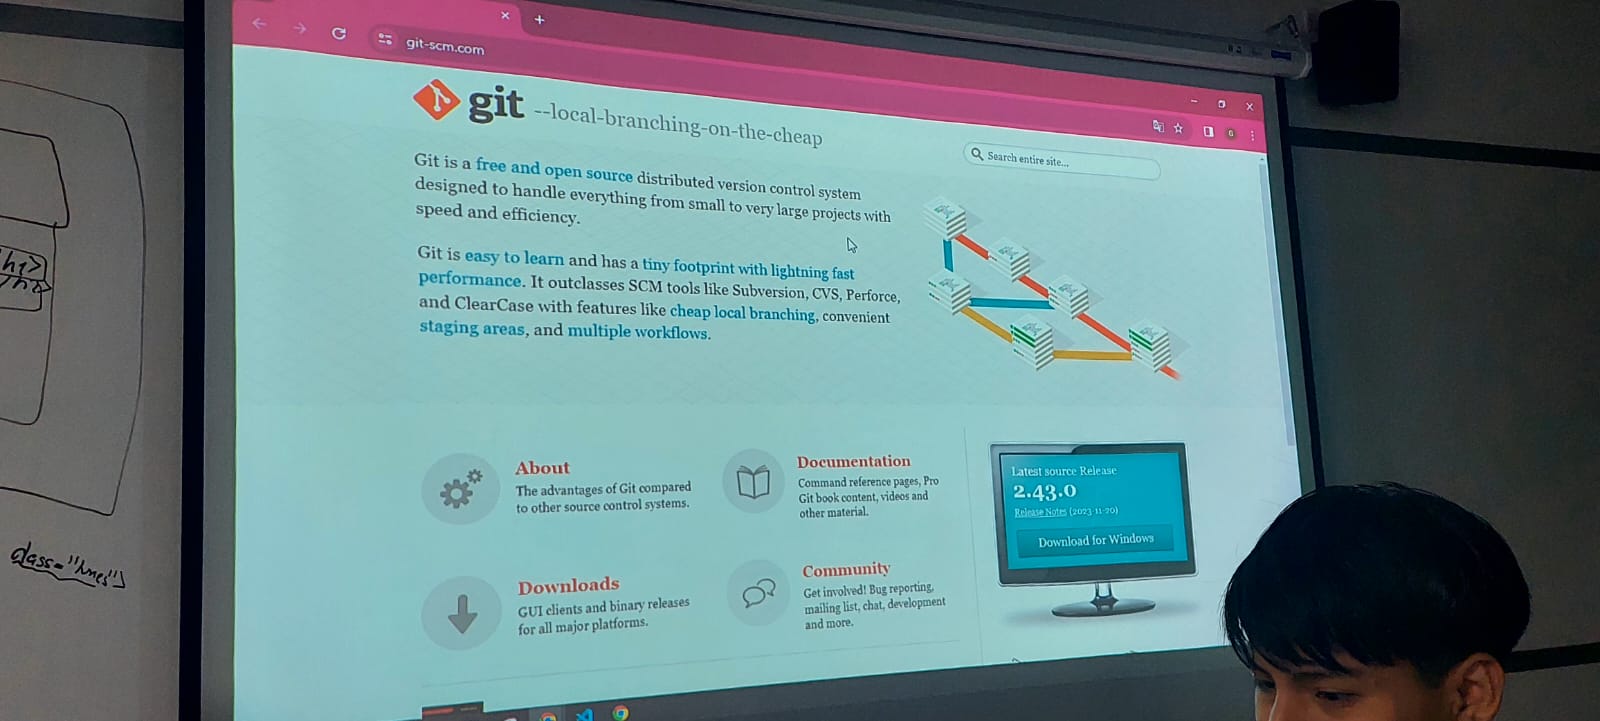 git-scm.com
git --local-branching-on-the-cheap
Search entire site...
Git is a free and open source distributed version control system
designed to handle everything from small to very large projects with
speed and efficiency.
Git is easy to learn and has a tiny footprint with lightning fast
performance. It outclasses SCM tools like Subversion, CVS, Perforce,
and ClearCase with features like cheap local branching, convenient
staging areas, and multiple workflows.
About
The advantages of Git compared
to other source control systems.
Documentation
Command reference pages, Pro
Git book content, videos and
other material.
Downloads
GUI clients and binary releases
for all major platforms.
Community
Get involved! Bug reporting,
mailing list, chat, development
and more.
Latest source Release
2.43.0
Release Notes (2023-11-20)
Download for Windows
h1>
class="